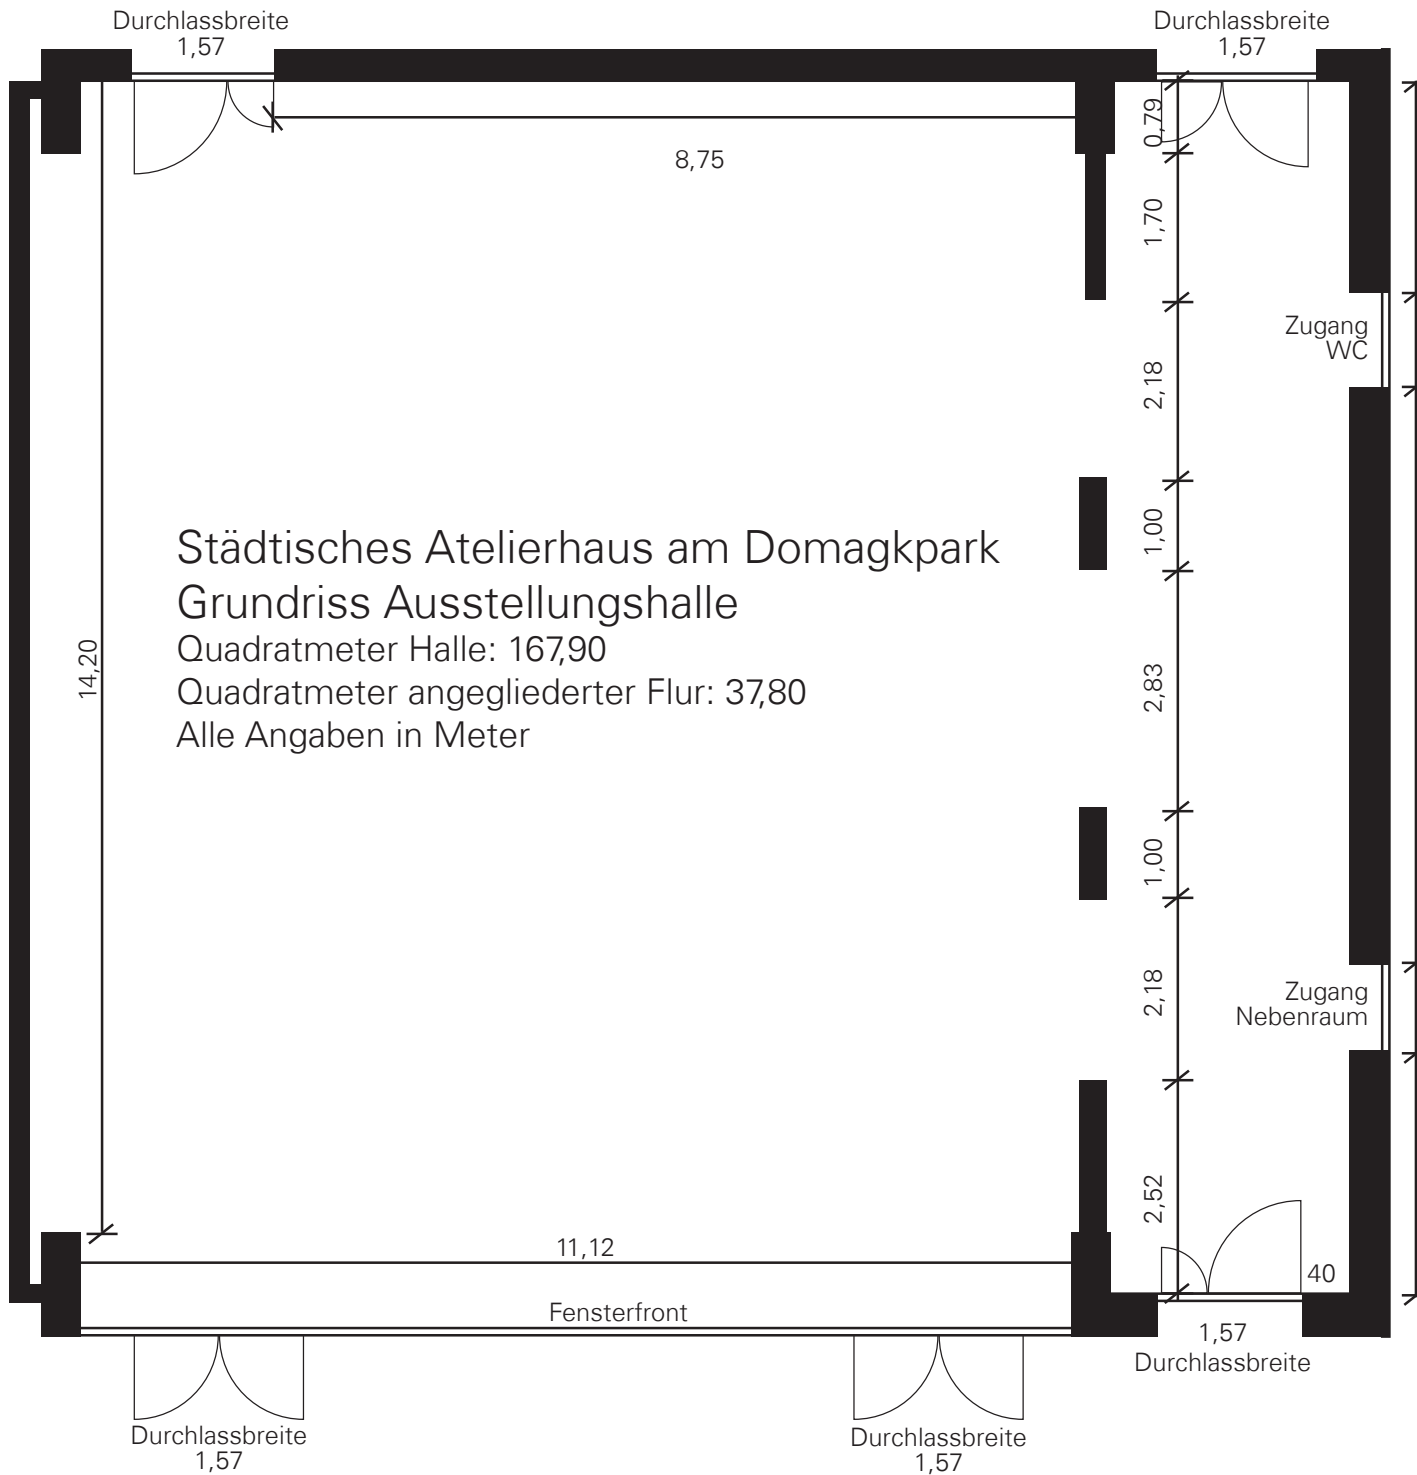 Durchlassbreite
1,57
Durchlassbreite
1,57
0,79
8,75
1,70
Zugang
WC
2,18
1,00
Städtisches Atelierhaus am Domagkpark
Grundriss Ausstellungshalle
Quadratmeter Halle: 167,90
Quadratmeter angegliederter Flur: 37,80
Alle Angaben in Meter
14,20
2,83
1,00
2,18
Zugang
Nebenraum
2,52
11,12
40
Fensterfront
1,57
Durchlassbreite
Durchlassbreite
1,57
Durchlassbreite
1,57